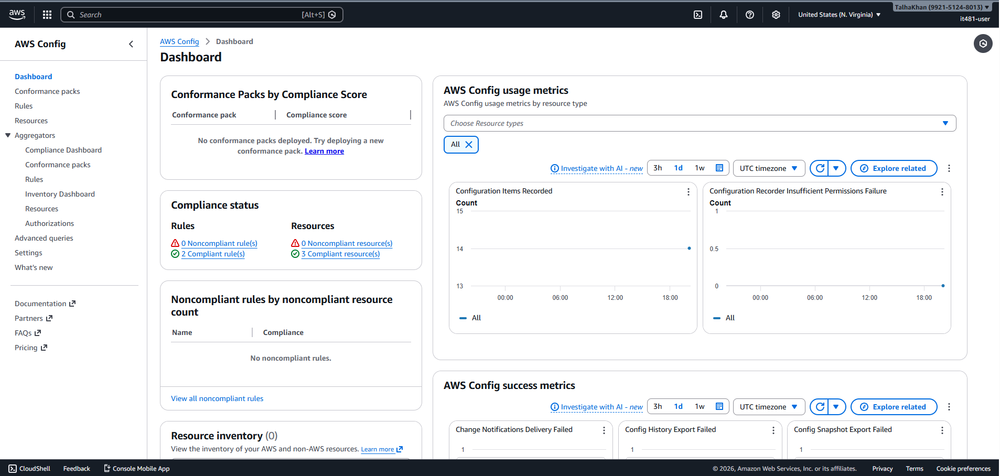 aws
Search
[Alt+S]
United States (N. Virginia)
TalhaKhan (9921-5124-8013)
it481-user
AWS Config
Dashboard
Conformance packs
Rules
Resources
Aggregators
Compliance Dashboard
Conformance packs
Rules
Inventory Dashboard
Resources
Authorizations
Advanced queries
Settings
What's new
Documentation
Partners
FAQs
Pricing
AWS Config > Dashboard
Dashboard
Conformance Packs by Compliance Score
Conformance pack Compliance score
No conformance packs deployed. Try deploying a new
conformance pack. Learn more
Compliance status
Rules Resources
0 Noncompliant rule(s) 0 Noncompliant resource(s)
2 Compliant rule(s) 3 Compliant resource(s)
Noncompliant rules by noncompliant resource
count
Name Compliance
No noncompliant rules.
View all noncompliant rules
Resource inventory (0)
View the inventory of your AWS and non-AWS resources. Learn more
AWS Config usage metrics
AWS Config usage metrics by resource type
Choose Resource types
All
Investigate with AI - new 3h 1d 1w UTC timezone Explore related
Configuration Items Recorded
Count
15
14
13
00:00 06:00 12:00 18:00
All
Configuration Recorder Insufficient Permissions Failure
Count
1
0.5
0
00:00 06:00 12:00 18:00
All
AWS Config success metrics
Investigate with AI - new 3h 1d 1w UTC timezone Explore related
Change Notifications Delivery Failed
1
Config History Export Failed
1
Config Snapshot Export Failed
1
CloudShell Feedback Console Mobile App
© 2026, Amazon Web Services, Inc. or its affiliates. Privacy Terms Cookie preferences